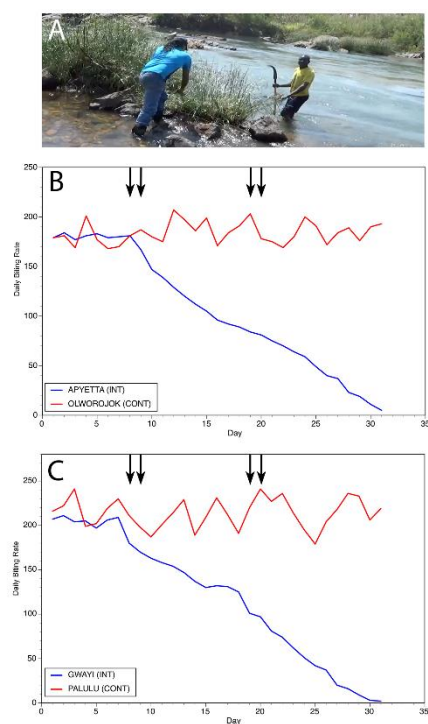 A
B
250
200
150
100
50
0
Daily Biting Rate
APYETTA (INT)
OLWOROJOK (CONT)
0 5 10 15 20 25 30 35
Day
C
250
200
150
100
50
0
Daily Biting Rate
GWAYI (INT)
PALULU (CONT)
0 5 10 15 20 25 30 35
Day